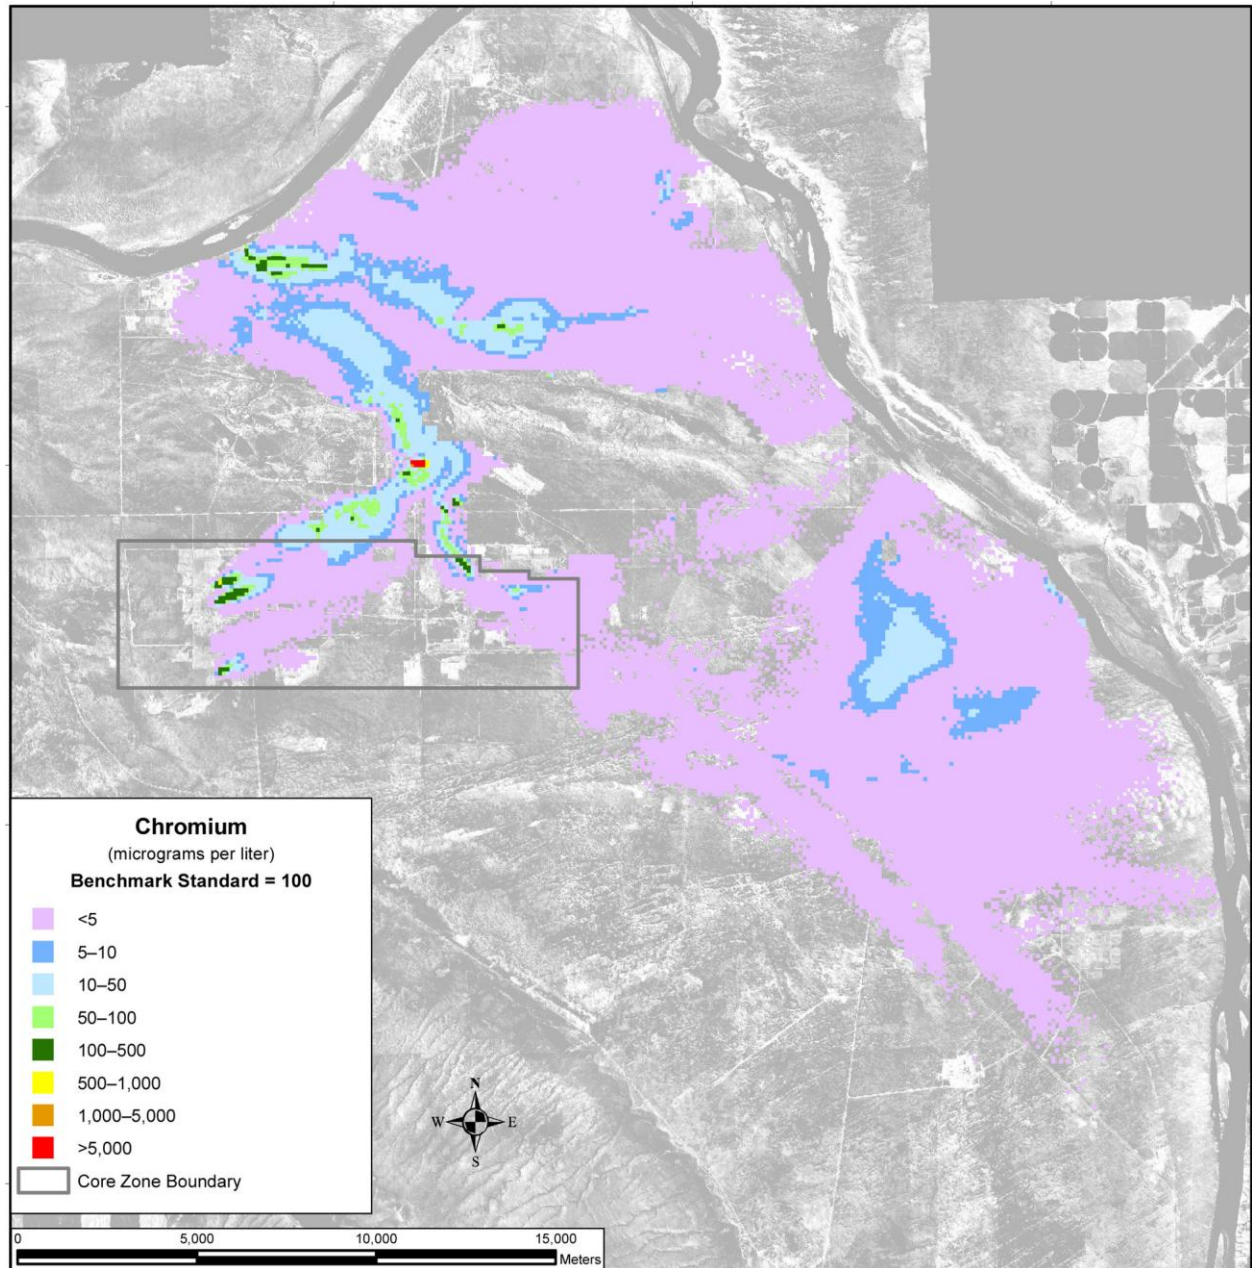 Chromium
(micrograms per liter)
Benchmark Standard = 100
<5
5–10
10–50
50–100
100–500
500–1,000
1,000–5,000
>5,000
Core Zone Boundary
N
W E
S
0 5,000 10,000 15,000
Meters